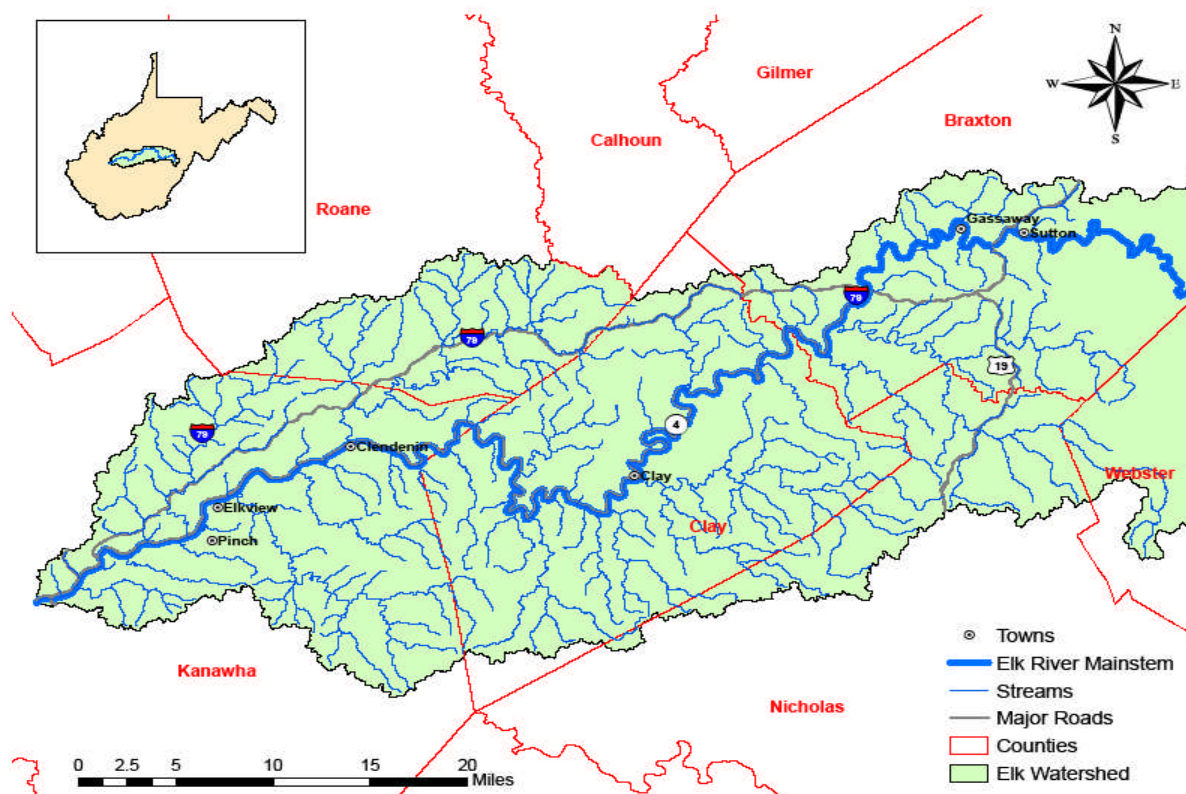 N
W
E
S
Gilmer
Braxton
Calhoun
Roane
Gassaway
Sutton
79
79
19
4
79
Clendenin
Clay
Webster
Elkview
Clay
Pinch
Kanawha
Nicholas
Towns
Elk River Mainstem
Streams
Major Roads
Counties
Elk Watershed
0 2.5 5 10 15 20
Miles